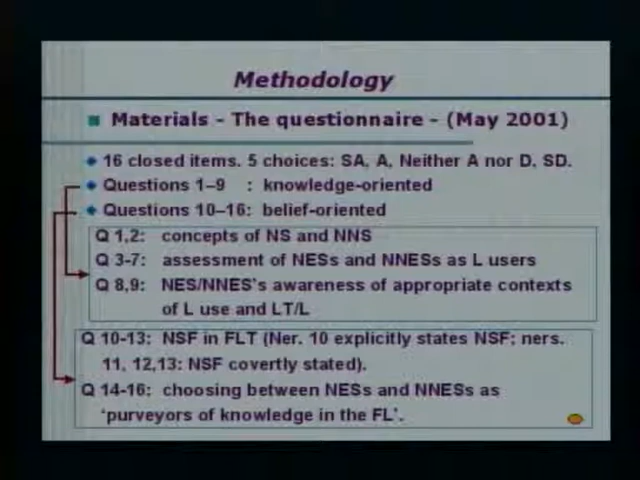 Methodology
Materials - The questionnaire - (May 2001)
16 closed items. 5 choices: SA, A, Neither A nor D, SD.
Questions 1–9 : knowledge-oriented
Questions 10–16: belief-oriented
Q 1,2: concepts of NS and NNS
Q 3-7: assessment of NESs and NNESs as L users
Q 8,9: NES/NNES's awareness of appropriate contexts
of L use and LT/L
Q 10-13: NSF in FLT (Ner. 10 explicitly states NSF; ners.
11, 12,13: NSF covertly stated).
Q 14-16: choosing between NESs and NNESs as
‘purveyors of knowledge in the FL’.